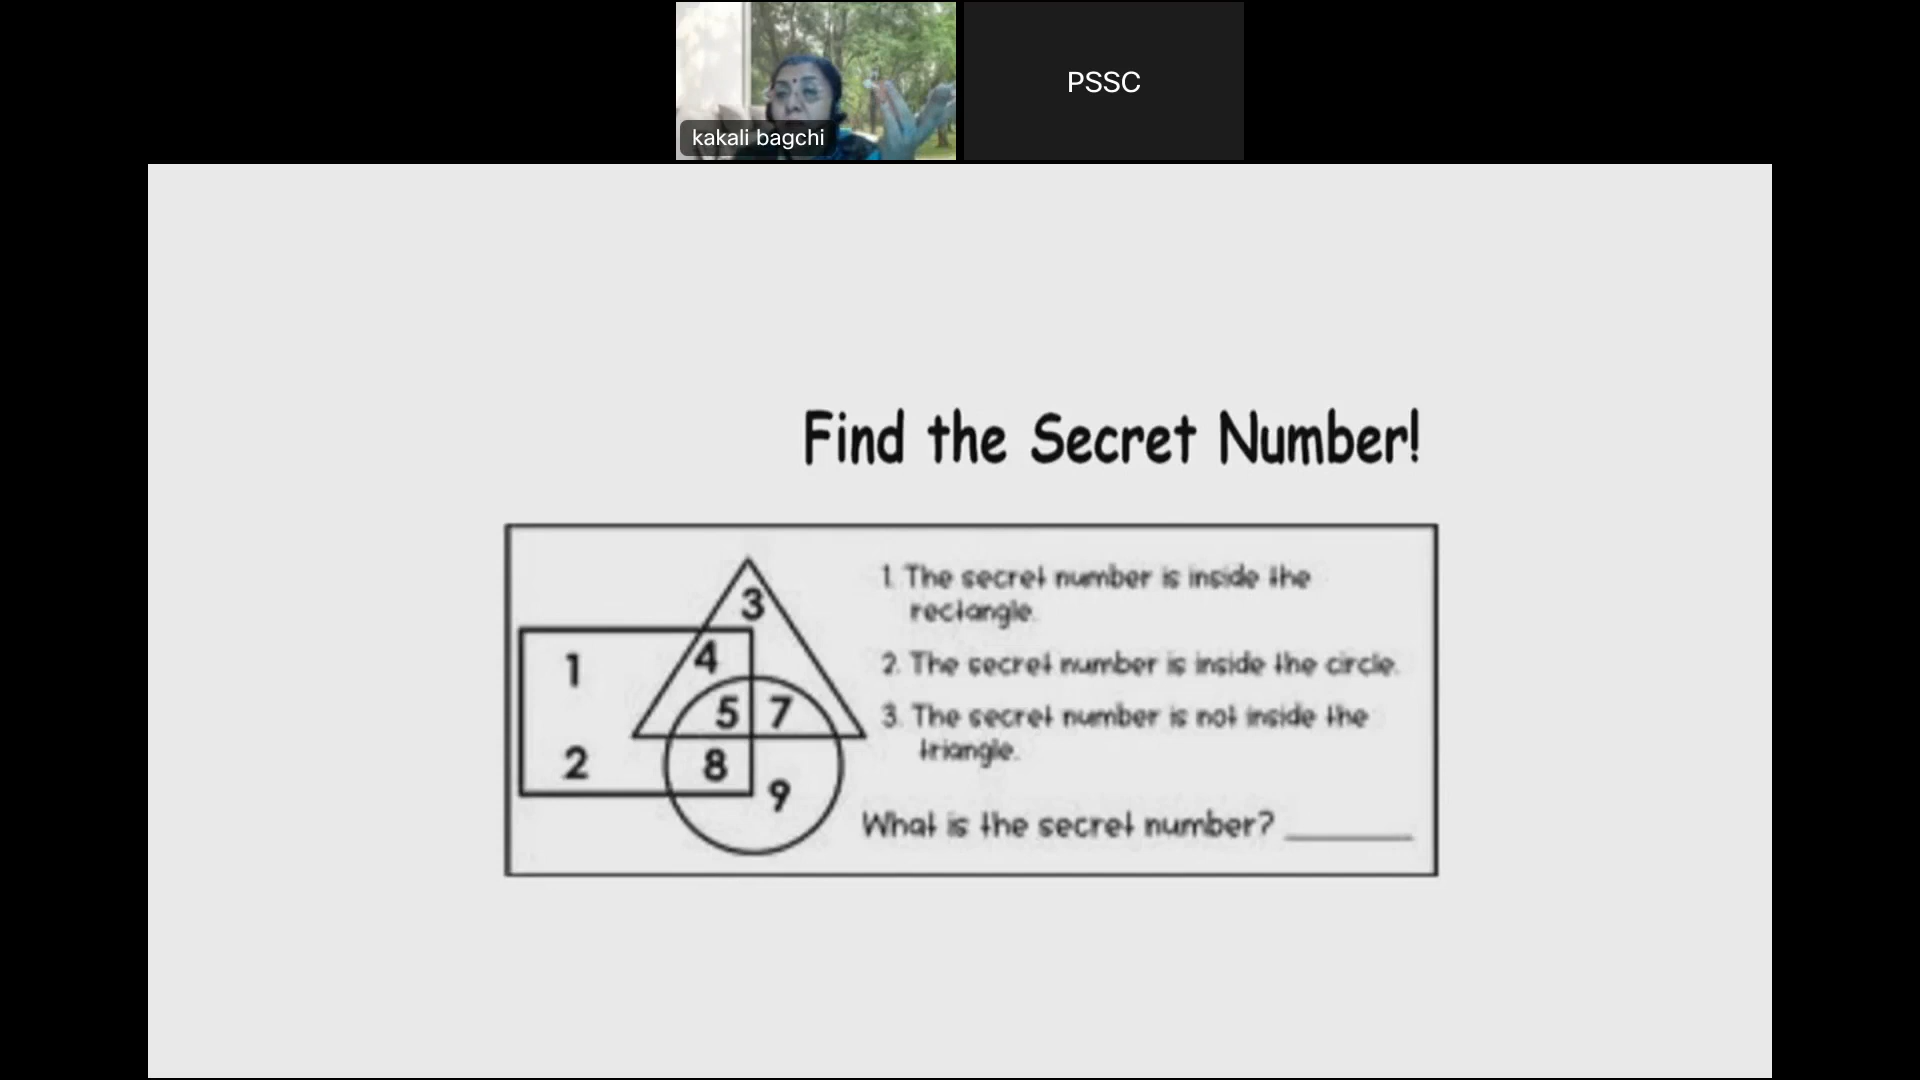 kakali bagchi
PSSC
Find the Secret Number!
1. The secret number is inside the
rectangle.
2. The secret number is inside the circle.
3. The secret number is not inside the
triangle.
What is the secret number? ________
3
4
1
5 7
2
8
9